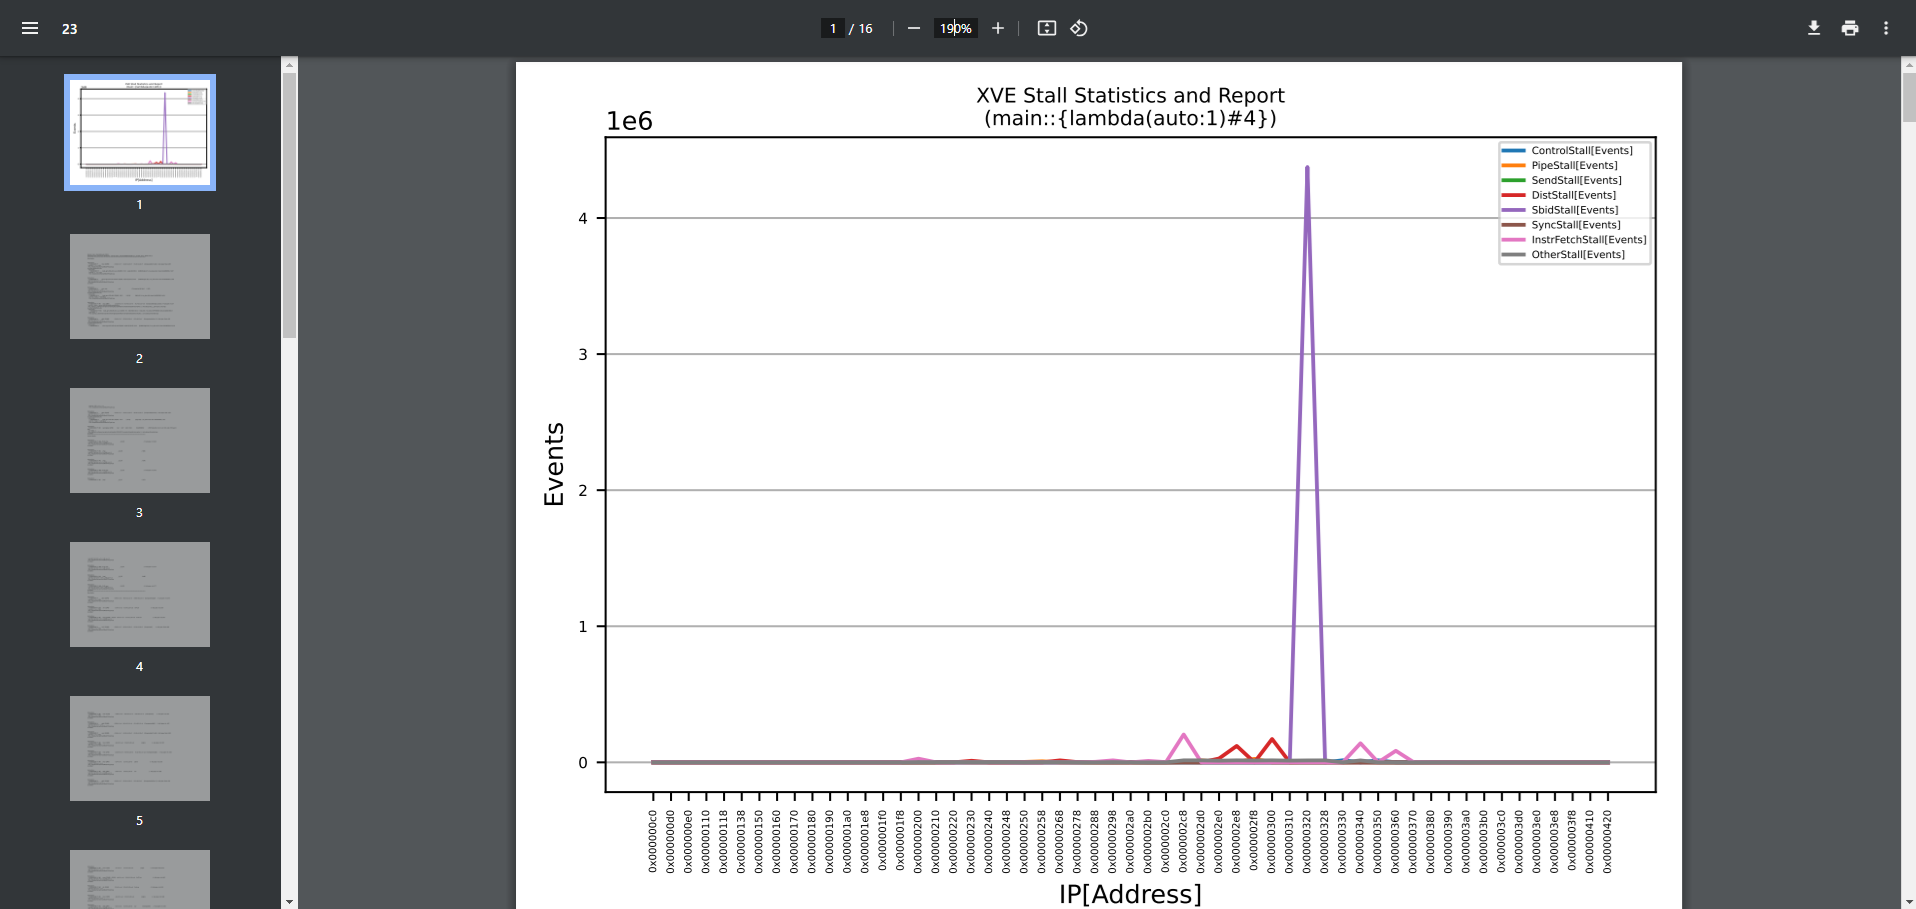 23
1 / 16
190%
1
2
3
4
5
XVE Stall Statistics and Report
(main::{lambda(auto:1)#4})
1e6
ControlStall[Events]
PipeStall[Events]
SendStall[Events]
DistStall[Events]
SbidStall[Events]
SyncStall[Events]
InstrFetchStall[Events]
OtherStall[Events]
4
3
2
1
0
Events
0x000000c0
0x000000d0
0x000000e0
0x00000110
0x00000118
0x00000138
0x00000150
0x00000160
0x00000170
0x00000180
0x00000190
0x000001a0
0x000001e8
0x000001f0
0x000001f8
0x00000200
0x00000210
0x00000220
0x00000230
0x00000240
0x00000248
0x00000250
0x00000258
0x00000268
0x00000278
0x00000288
0x00000298
0x000002a0
0x000002b0
0x000002c0
0x000002c8
0x000002d0
0x000002e0
0x000002e8
0x000002f8
0x00000300
0x00000310
0x00000320
0x00000328
0x00000330
0x00000340
0x00000350
0x00000360
0x00000370
0x00000380
0x00000390
0x000003a0
0x000003b0
0x000003c0
0x000003d0
0x000003e0
0x000003e8
0x000003f8
0x00000410
0x00000420
IP[Address]